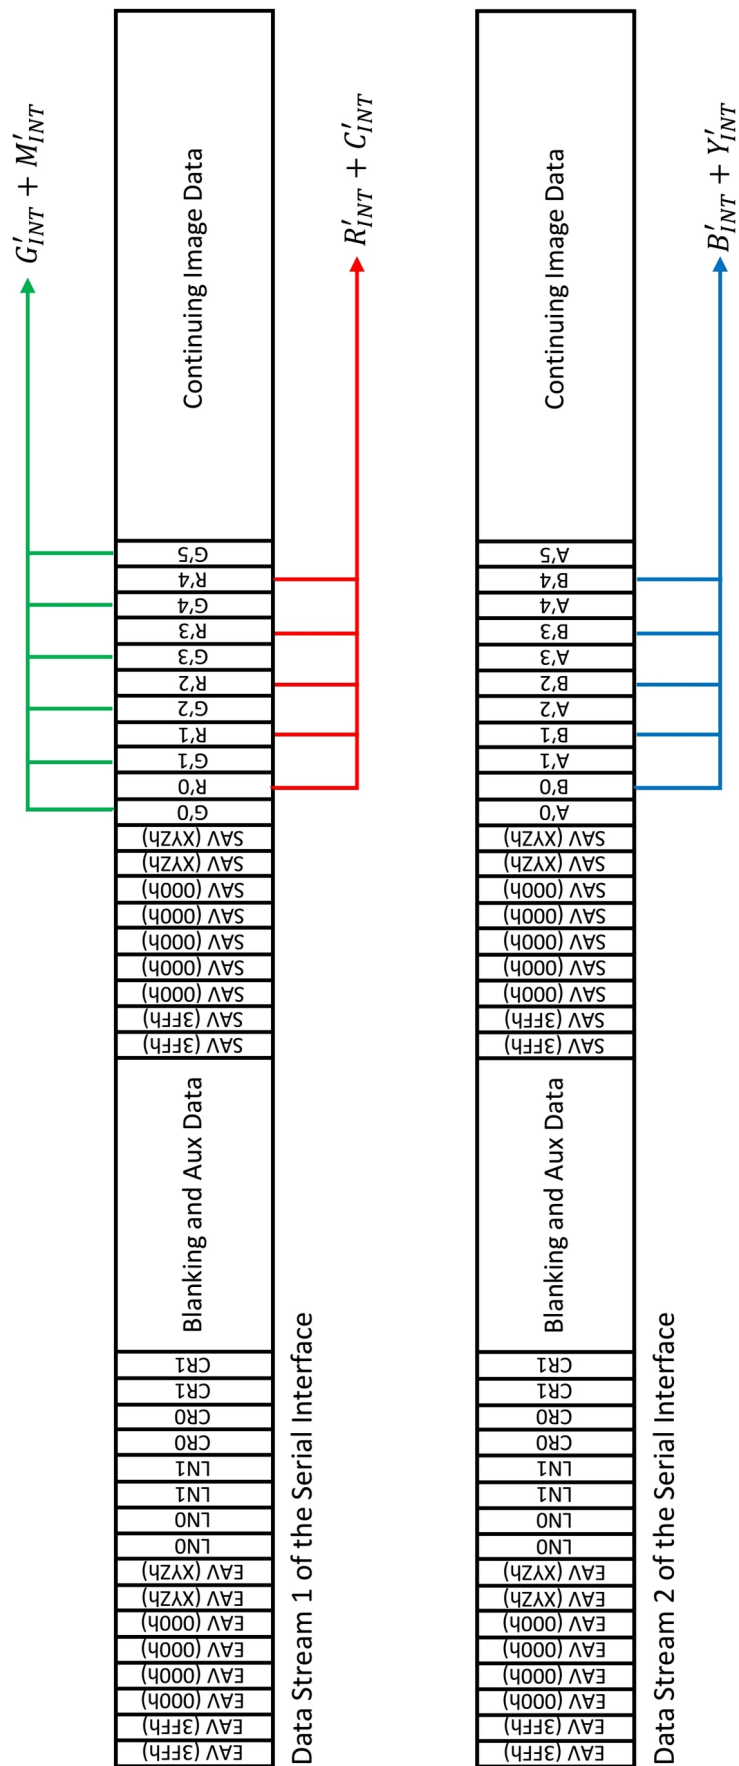 G′INT + M′INT
EAV (3FFh)
EAV (3FFh)
EAV (000h)
EAV (000h)
EAV (000h)
EAV (000h)
EAV (XYZh)
EAV (XYZh)
LN0
LN0
LN1
LN1
CR0
CR0
CR1
CR1
Blanking and Aux Data
SAV (3FFh)
SAV (3FFh)
SAV (000h)
SAV (000h)
SAV (000h)
SAV (000h)
SAV (000h)
SAV (XYZh)
SAV (XYZh)
G'0
R'0
G'1
R'1
G'2
R'2
G'3
R'3
G'4
R'4
G'5
Continuing Image Data
Data Stream 1 of the Serial Interface
R′INT + C′INT
EAV (3FFh)
EAV (3FFh)
EAV (000h)
EAV (000h)
EAV (000h)
EAV (000h)
EAV (XYZh)
EAV (XYZh)
LN0
LN0
LN1
LN1
CR0
CR0
CR1
CR1
Blanking and Aux Data
SAV (3FFh)
SAV (3FFh)
SAV (000h)
SAV (000h)
SAV (000h)
SAV (000h)
SAV (000h)
SAV (XYZh)
SAV (XYZh)
A'0
B'0
A'1
B'1
A'2
B'2
A'3
B'3
A'4
B'4
A'5
Continuing Image Data
Data Stream 2 of the Serial Interface
B′INT + Y′INT